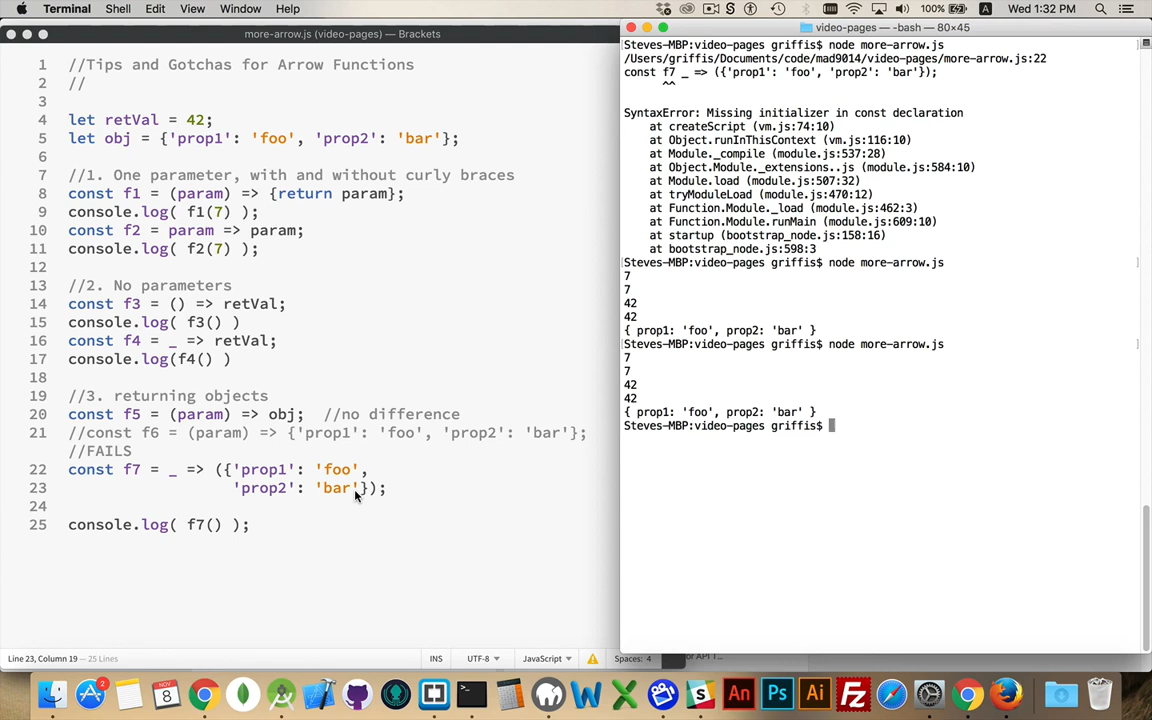 Terminal Shell Edit View Window Help 100% A Wed 1:32 PM
more-arrow.js (video-pages) — Brackets
1 //Tips and Gotchas for Arrow Functions
2 //
3
4 let retVal = 42;
5 let obj = {'prop1': 'foo', 'prop2': 'bar'};
6
7 //1. One parameter, with and without curly braces
8 const f1 = (param) => {return param};
9 console.log( f1(7) );
10 const f2 = param => param;
11 console.log( f2(7) );
12
13 //2. No parameters
14 const f3 = () => retVal;
15 console.log( f3() )
16 const f4 = _ => retVal;
17 console.log(f4() )
18
19 //3. returning objects
20 const f5 = (param) => obj;  //no difference
21 //const f6 = (param) => {'prop1': 'foo', 'prop2': 'bar'};
//FAILS
22 const f7 = _ => ({'prop1': 'foo',
23 'prop2': 'bar'});
24
25 console.log( f7() );
Line 23, Column 19 — 25 Lines
INS UTF-8 JavaScript Spaces: 4
video-pages — -bash — 80×45
Steves-MBP:video-pages griffis$ node more-arrow.js
/Users/griffis/Documents/code/mad9014/video-pages/more-arrow.js:22
const f7 _ => ({'prop1': 'foo', 'prop2': 'bar'});
^^
SyntaxError: Missing initializer in const declaration
at createScript (vm.js:74:10)
at Object.runInThisContext (vm.js:116:10)
at Module._compile (module.js:537:28)
at Object.Module._extensions..js (module.js:584:10)
at Module.load (module.js:507:32)
at tryModuleLoad (module.js:470:12)
at Function.Module._load (module.js:462:3)
at Function.Module.runMain (module.js:609:10)
at startup (bootstrap_node.js:158:16)
at bootstrap_node.js:598:3
Steves-MBP:video-pages griffis$ node more-arrow.js
7
7
42
42
{ prop1: 'foo', prop2: 'bar' }
Steves-MBP:video-pages griffis$ node more-arrow.js
7
7
42
42
{ prop1: 'foo', prop2: 'bar' }
Steves-MBP:video-pages griffis$
2 NOV 8 An Ps Ai Fz